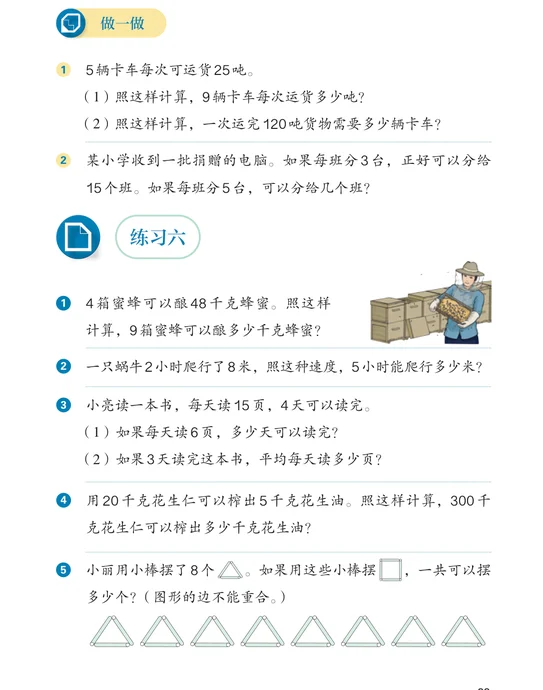 做一做
1 5辆卡车每次可运货25吨。
（1）照这样计算，9辆卡车每次运货多少吨？
（2）照这样计算，一次运完120吨货物需要多少辆卡车？
2 某小学收到一批捐赠的电脑。如果每班分3台，正好可以分给
15个班。如果每班分5台，可以分给几个班？
练习六
1 4箱蜜蜂可以酿48千克蜂蜜。照这样
计算，9箱蜜蜂可以酿多少千克蜂蜜？
2 一只蜗牛2小时爬行了8米，照这种速度，5小时能爬行多少米？
3 小亮读一本书，每天读15页，4天可以读完。
（1）如果每天读6页，多少天可以读完？
（2）如果3天读完这本书，平均每天读多少页？
4 用20千克花生仁可以榨出5千克花生油。照这样计算，300千
克花生仁可以榨出多少千克花生油？
5 小丽用小棒摆了8个 。如果用这些小棒摆 ，一共可以摆
多少个？（图形的边不能重合。）